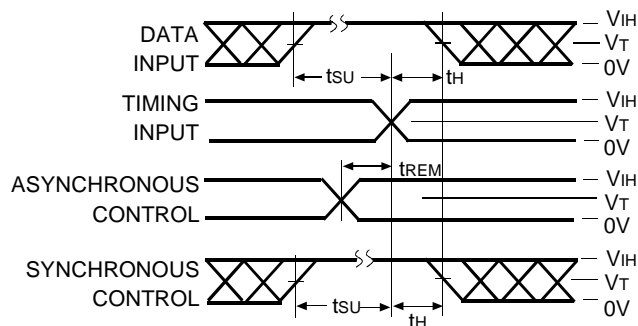 DATA
INPUT
tSU
tH
VIH
VT
0V
TIMING
INPUT
VIH
VT
0V
tREM
ASYNCHRONOUS
CONTROL
VIH
VT
0V
SYNCHRONOUS
CONTROL
tSU
tH
VIH
VT
0V